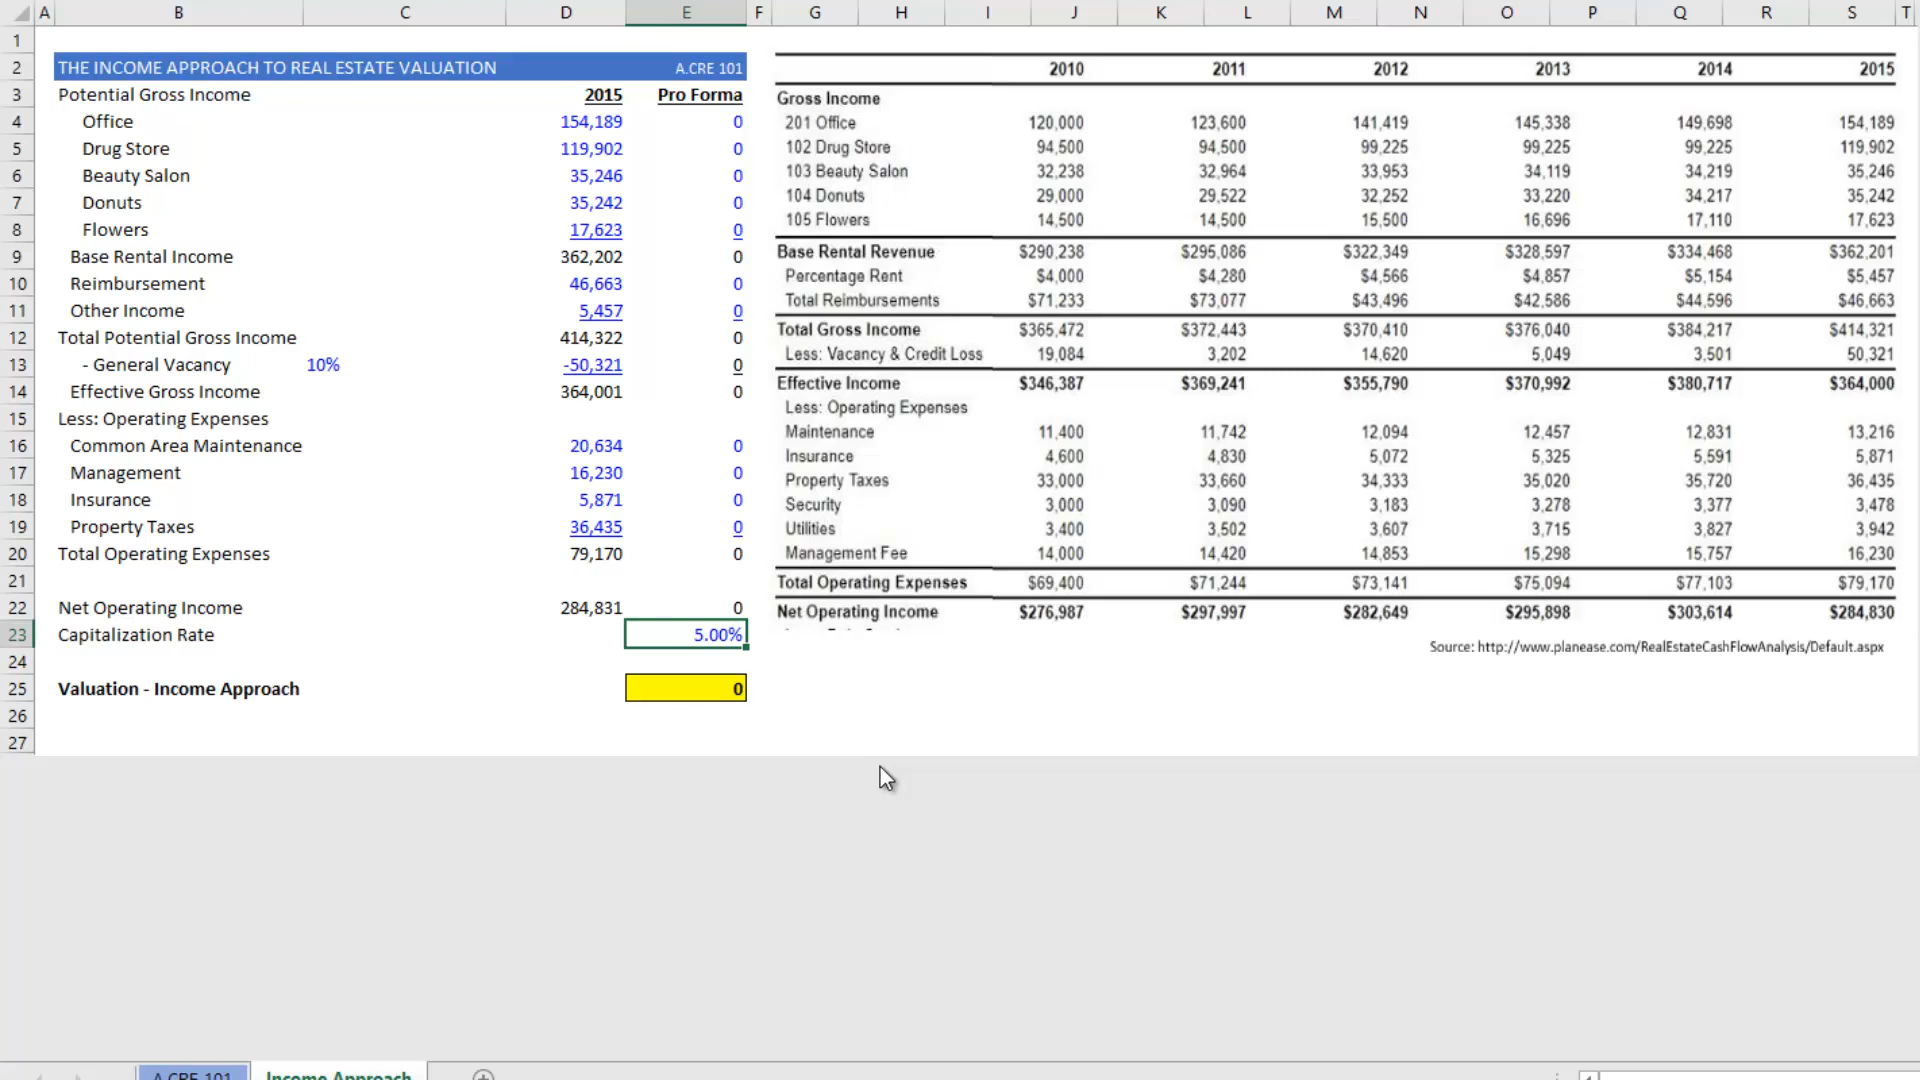 A B C D E F G H I J K L M N O P Q R S T
1
2 THE INCOME APPROACH TO REAL ESTATE VALUATION A.CRE 101
3 Potential Gross Income 2015 Pro Forma
4 Office 154,189 0
5 Drug Store 119,902 0
6 Beauty Salon 35,246 0
7 Donuts 35,242 0
8 Flowers 17,623 0
9 Base Rental Income 362,202 0
10 Reimbursement 46,663 0
11 Other Income 5,457 0
12 Total Potential Gross Income 414,322 0
13 - General Vacancy 10% -50,321 0
14 Effective Gross Income 364,001 0
15 Less: Operating Expenses
16 Common Area Maintenance 20,634 0
17 Management 16,230 0
18 Insurance 5,871 0
19 Property Taxes 36,435 0
20 Total Operating Expenses 79,170 0
21
22 Net Operating Income 284,831 0
23 Capitalization Rate 5.00%
24
25 Valuation - Income Approach 0
26
27
2010 2011 2012 2013 2014 2015
Gross Income
201 Office 120,000 123,600 141,419 145,338 149,698 154,189
102 Drug Store 94,500 94,500 99,225 99,225 99,225 119,902
103 Beauty Salon 32,238 32,964 33,953 34,119 34,219 35,246
104 Donuts 29,000 29,522 32,252 33,220 34,217 35,242
105 Flowers 14,500 14,500 15,500 16,696 17,110 17,623
Base Rental Revenue $290,238 $295,086 $322,349 $328,597 $334,468 $362,201
Percentage Rent $4,000 $4,280 $4,566 $4,857 $5,154 $5,457
Total Reimbursements $71,233 $73,077 $43,496 $42,586 $44,596 $46,663
Total Gross Income $365,472 $372,443 $370,410 $376,040 $384,217 $414,321
Less: Vacancy & Credit Loss 19,084 3,202 14,620 5,049 3,501 50,321
Effective Income $346,387 $369,241 $355,790 $370,992 $380,717 $364,000
Less: Operating Expenses
Maintenance 11,400 11,742 12,094 12,457 12,831 13,216
Insurance 4,600 4,830 5,072 5,325 5,591 5,871
Property Taxes 33,000 33,660 34,333 35,020 35,720 36,435
Security 3,000 3,090 3,183 3,278 3,377 3,478
Utilities 3,400 3,502 3,607 3,715 3,827 3,942
Management Fee 14,000 14,420 14,853 15,298 15,757 16,230
Total Operating Expenses $69,400 $71,244 $73,141 $75,094 $77,103 $79,170
Net Operating Income $276,987 $297,997 $282,649 $295,898 $303,614 $284,830
Source: http://www.planease.com/RealEstateCashFlowAnalysis/Default.aspx
A.CRE 101 Income Approach